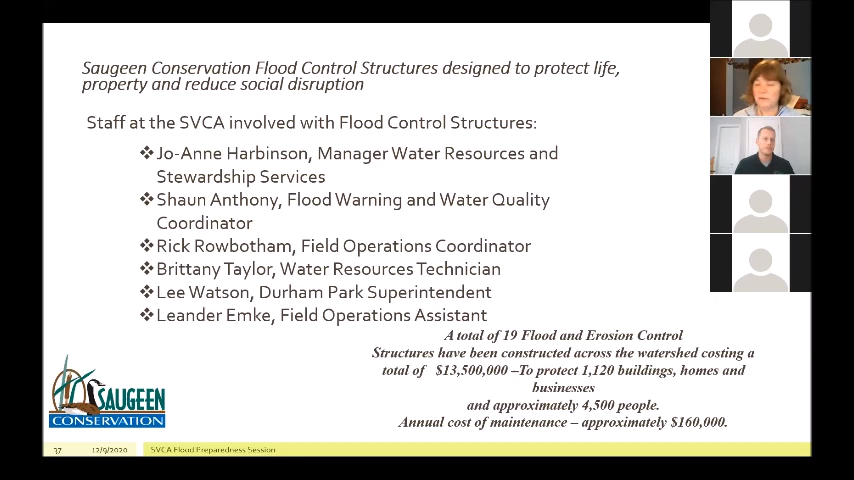 Saugeen Conservation Flood Control Structures designed to protect life,
property and reduce social disruption
Staff at the SVCA involved with Flood Control Structures:
❖Jo-Anne Harbinson, Manager Water Resources and
Stewardship Services
❖Shaun Anthony, Flood Warning and Water Quality
Coordinator
❖Rick Rowbotham, Field Operations Coordinator
❖Brittany Taylor, Water Resources Technician
❖Lee Watson, Durham Park Superintendent
❖Leander Emke, Field Operations Assistant
A total of 19 Flood and Erosion Control
Structures have been constructed across the watershed costing a
total of $13,500,000 –To protect 1,120 buildings, homes and
businesses
and approximately 4,500 people.
Annual cost of maintenance – approximately $160,000.
SAUGEEN
CONSERVATION
37 12/9/2020 SVCA Flood Preparedness Session